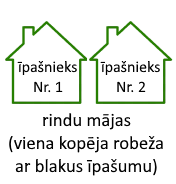 īpašnieks īpašnieks
Nr. 1 Nr. 2
rindu mājas
(viena kopēja robeža
ar blakus īpašumu)